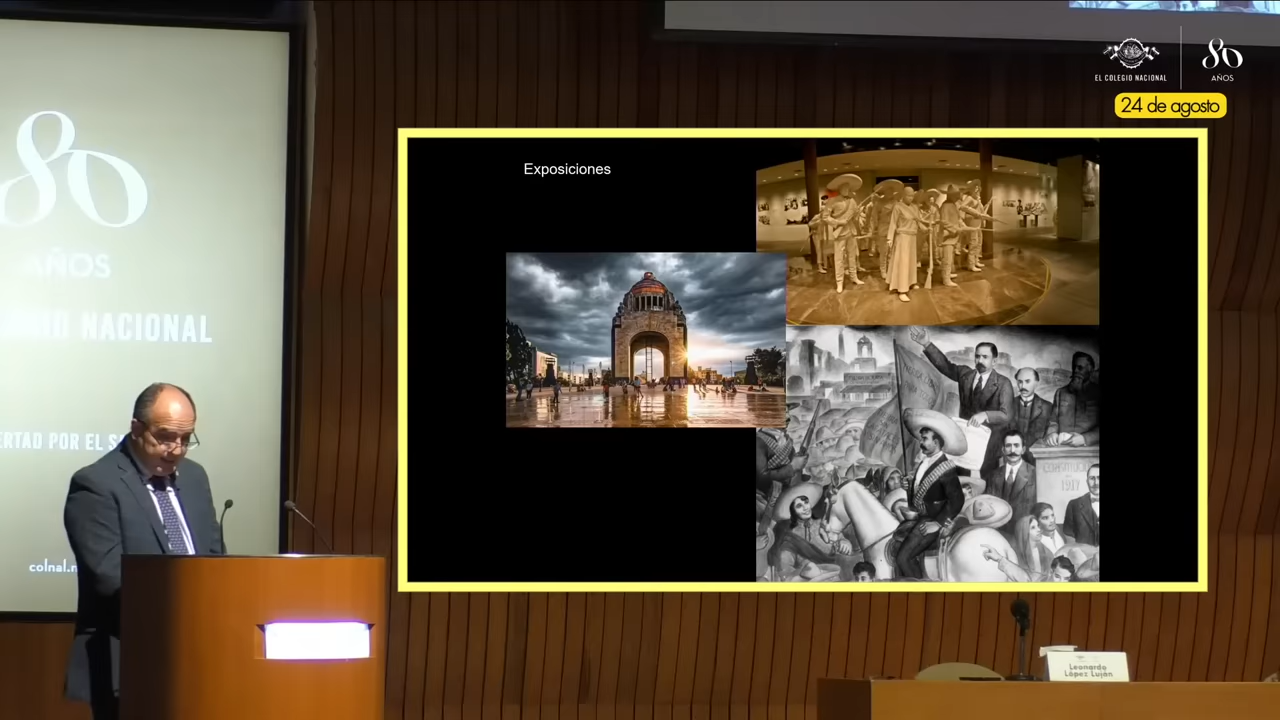 80
AÑOS
NACIONAL
ERTAD POR EL S
colnal.
EL COLEGIO NACIONAL
80
AÑOS
24 de agosto
Exposiciones
CONSTITUCION
1917
Leonardo
López Luján